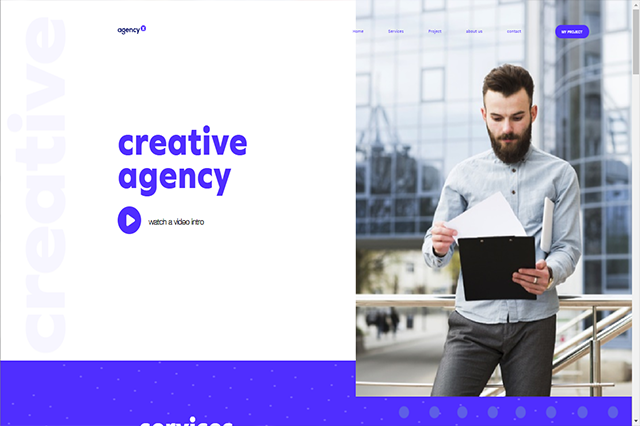 agency
Home Services Project about us contact MY PROJECT
creative
creative
agency
watch a video intro
services